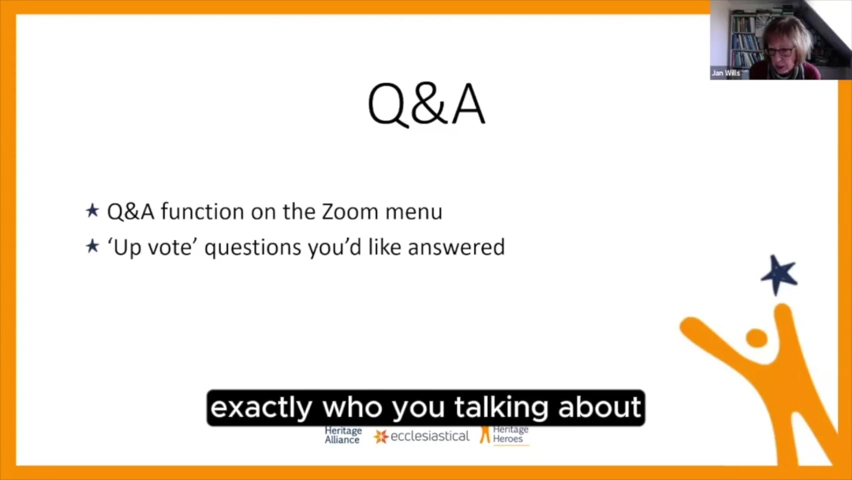 Jan Wills
Q&A
Q&A function on the Zoom menu
‘Up vote’ questions you’d like answered
exactly who you talking about
Heritage
Alliance
ecclesiastical
Heritage
Heroes